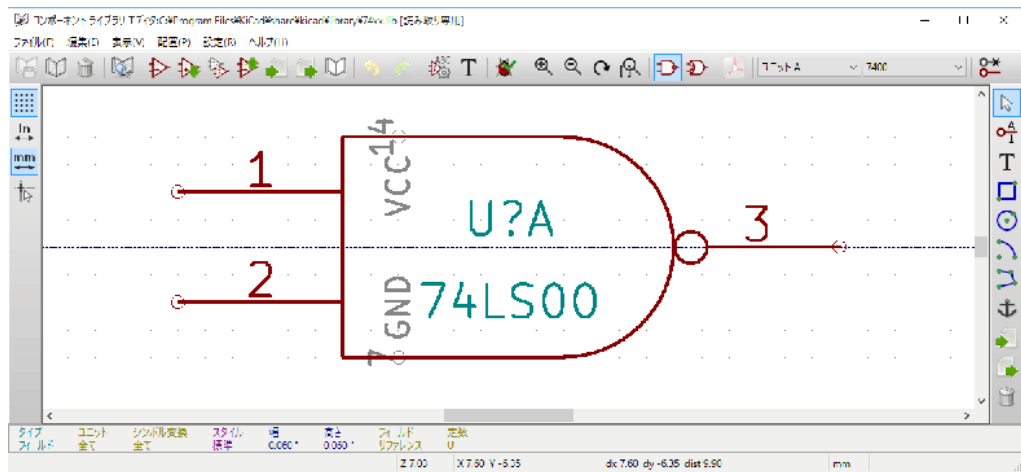 コンポーネント ライブラリ エディタ: C:¥Program Files¥KiCad¥share¥kicad¥library¥74xx.lib [読み取り専用]
ファイル(F) 編集(E) 表示(V) 配置(P) 設定(R) ヘルプ(H)
T ユニット A 7400
In
mm
T
14
VCC
1
U?A
3
2
74LS00
GND
7
タイプ ユニット シンボル変換 スタイル 幅 高さ フィールド 定数
フィールド 全て 全て 標準 0.060 " 0.060 " リファレンス U
Z 7.00 X 7.60 Y -6.35 dx 7.60 dy -6.35 dist 9.90 mm